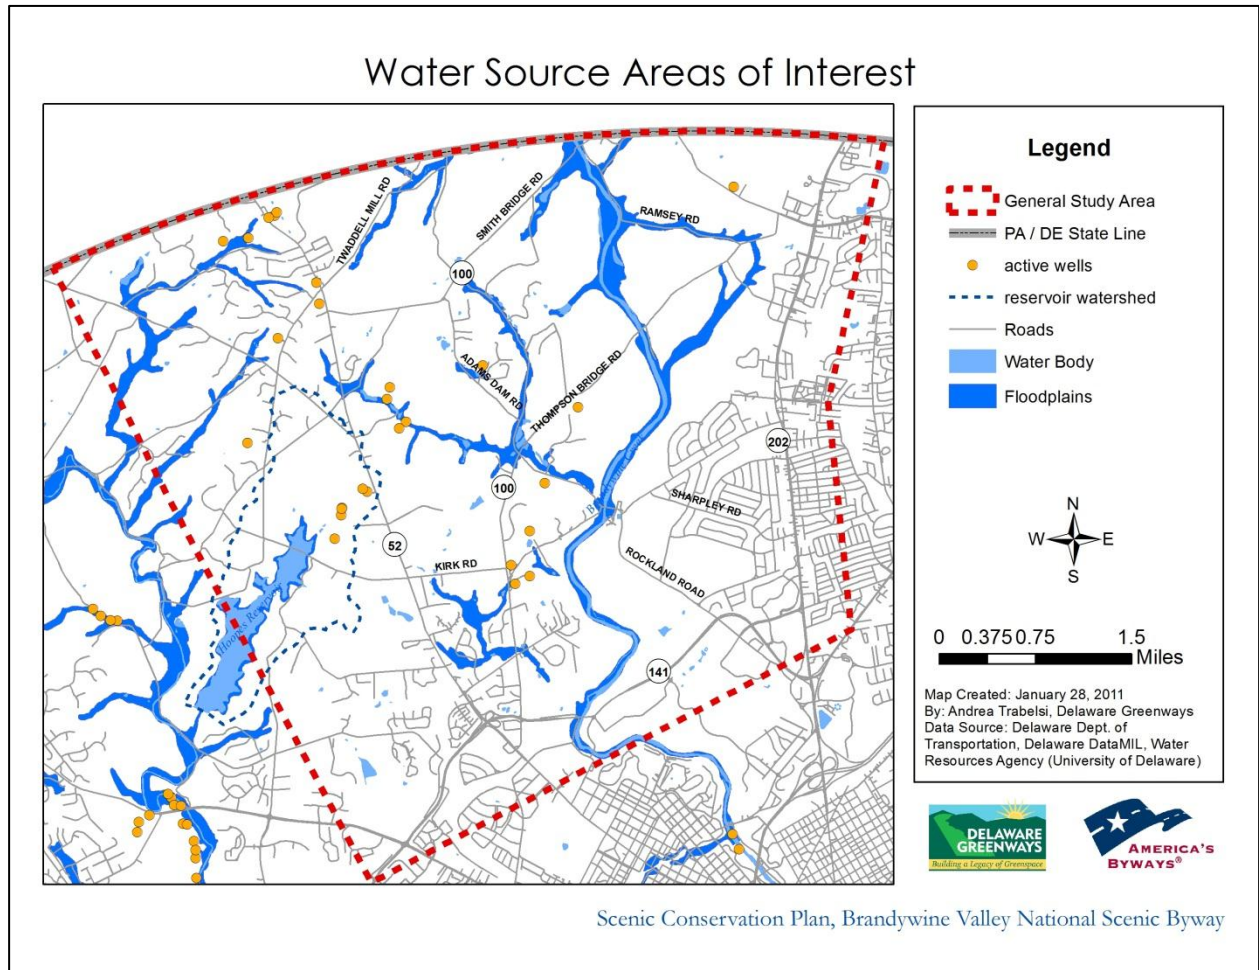 Water Source Areas of Interest
TWADDELL MILL RD
SMITH BRIDGE RD
RAMSEY RD
100
ADAMS DAM RD
THOMPSON BRIDGE RD
202
100
SHARPLEY RD
52
KIRK RD
ROCKLAND ROAD
Hoopes Reservoir
141
Legend
General Study Area
PA / DE State Line
active wells
reservoir watershed
Roads
Water Body
Floodplains
N
W E
S
0 0.375 0.75 1.5
Miles
Map Created: January 28, 2011
By: Andrea Trabelsi, Delaware Greenways
Data Source: Delaware Dept. of
Transportation, Delaware DataMIL, Water
Resources Agency (University of Delaware)
DELAWARE
GREENWAYS
Building a Legacy of Greenspace
AMERICA'S
BYWAYS®
Scenic Conservation Plan, Brandywine Valley National Scenic Byway